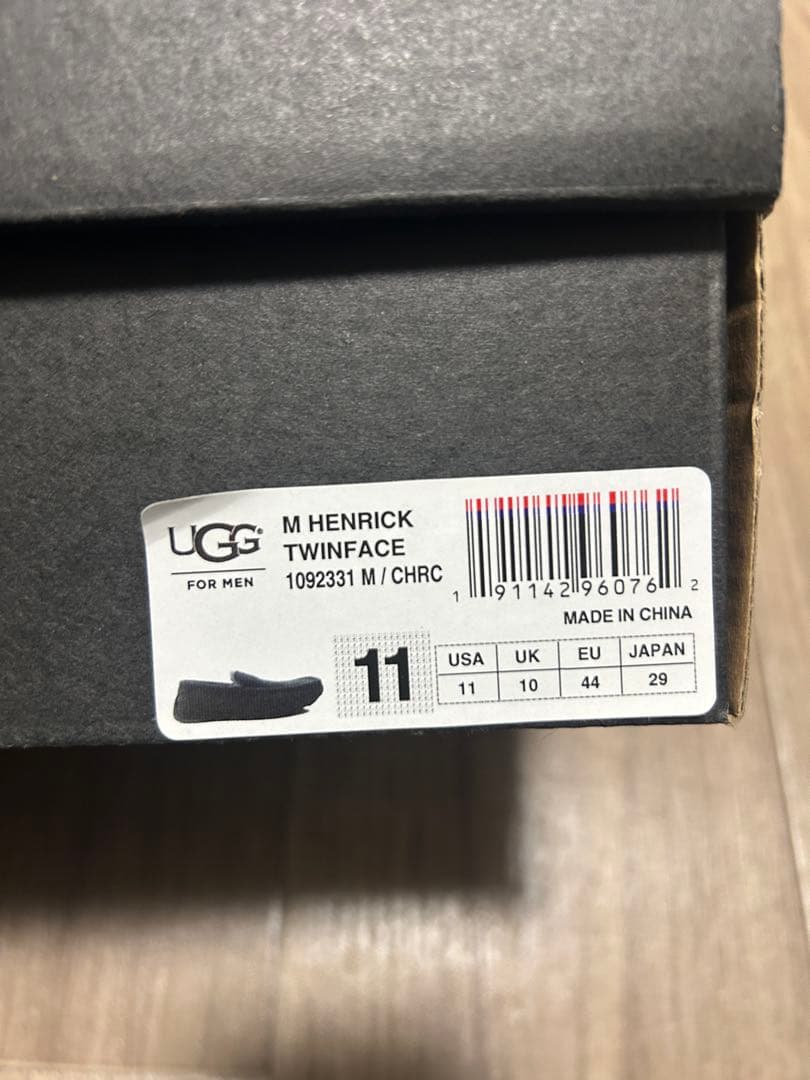 UGG®
FOR MEN
M HENRICK
TWINFACE
1092331 M / CHRC
1 91142 96076 2
MADE IN CHINA
11
USA UK EU JAPAN
11 10 44 29